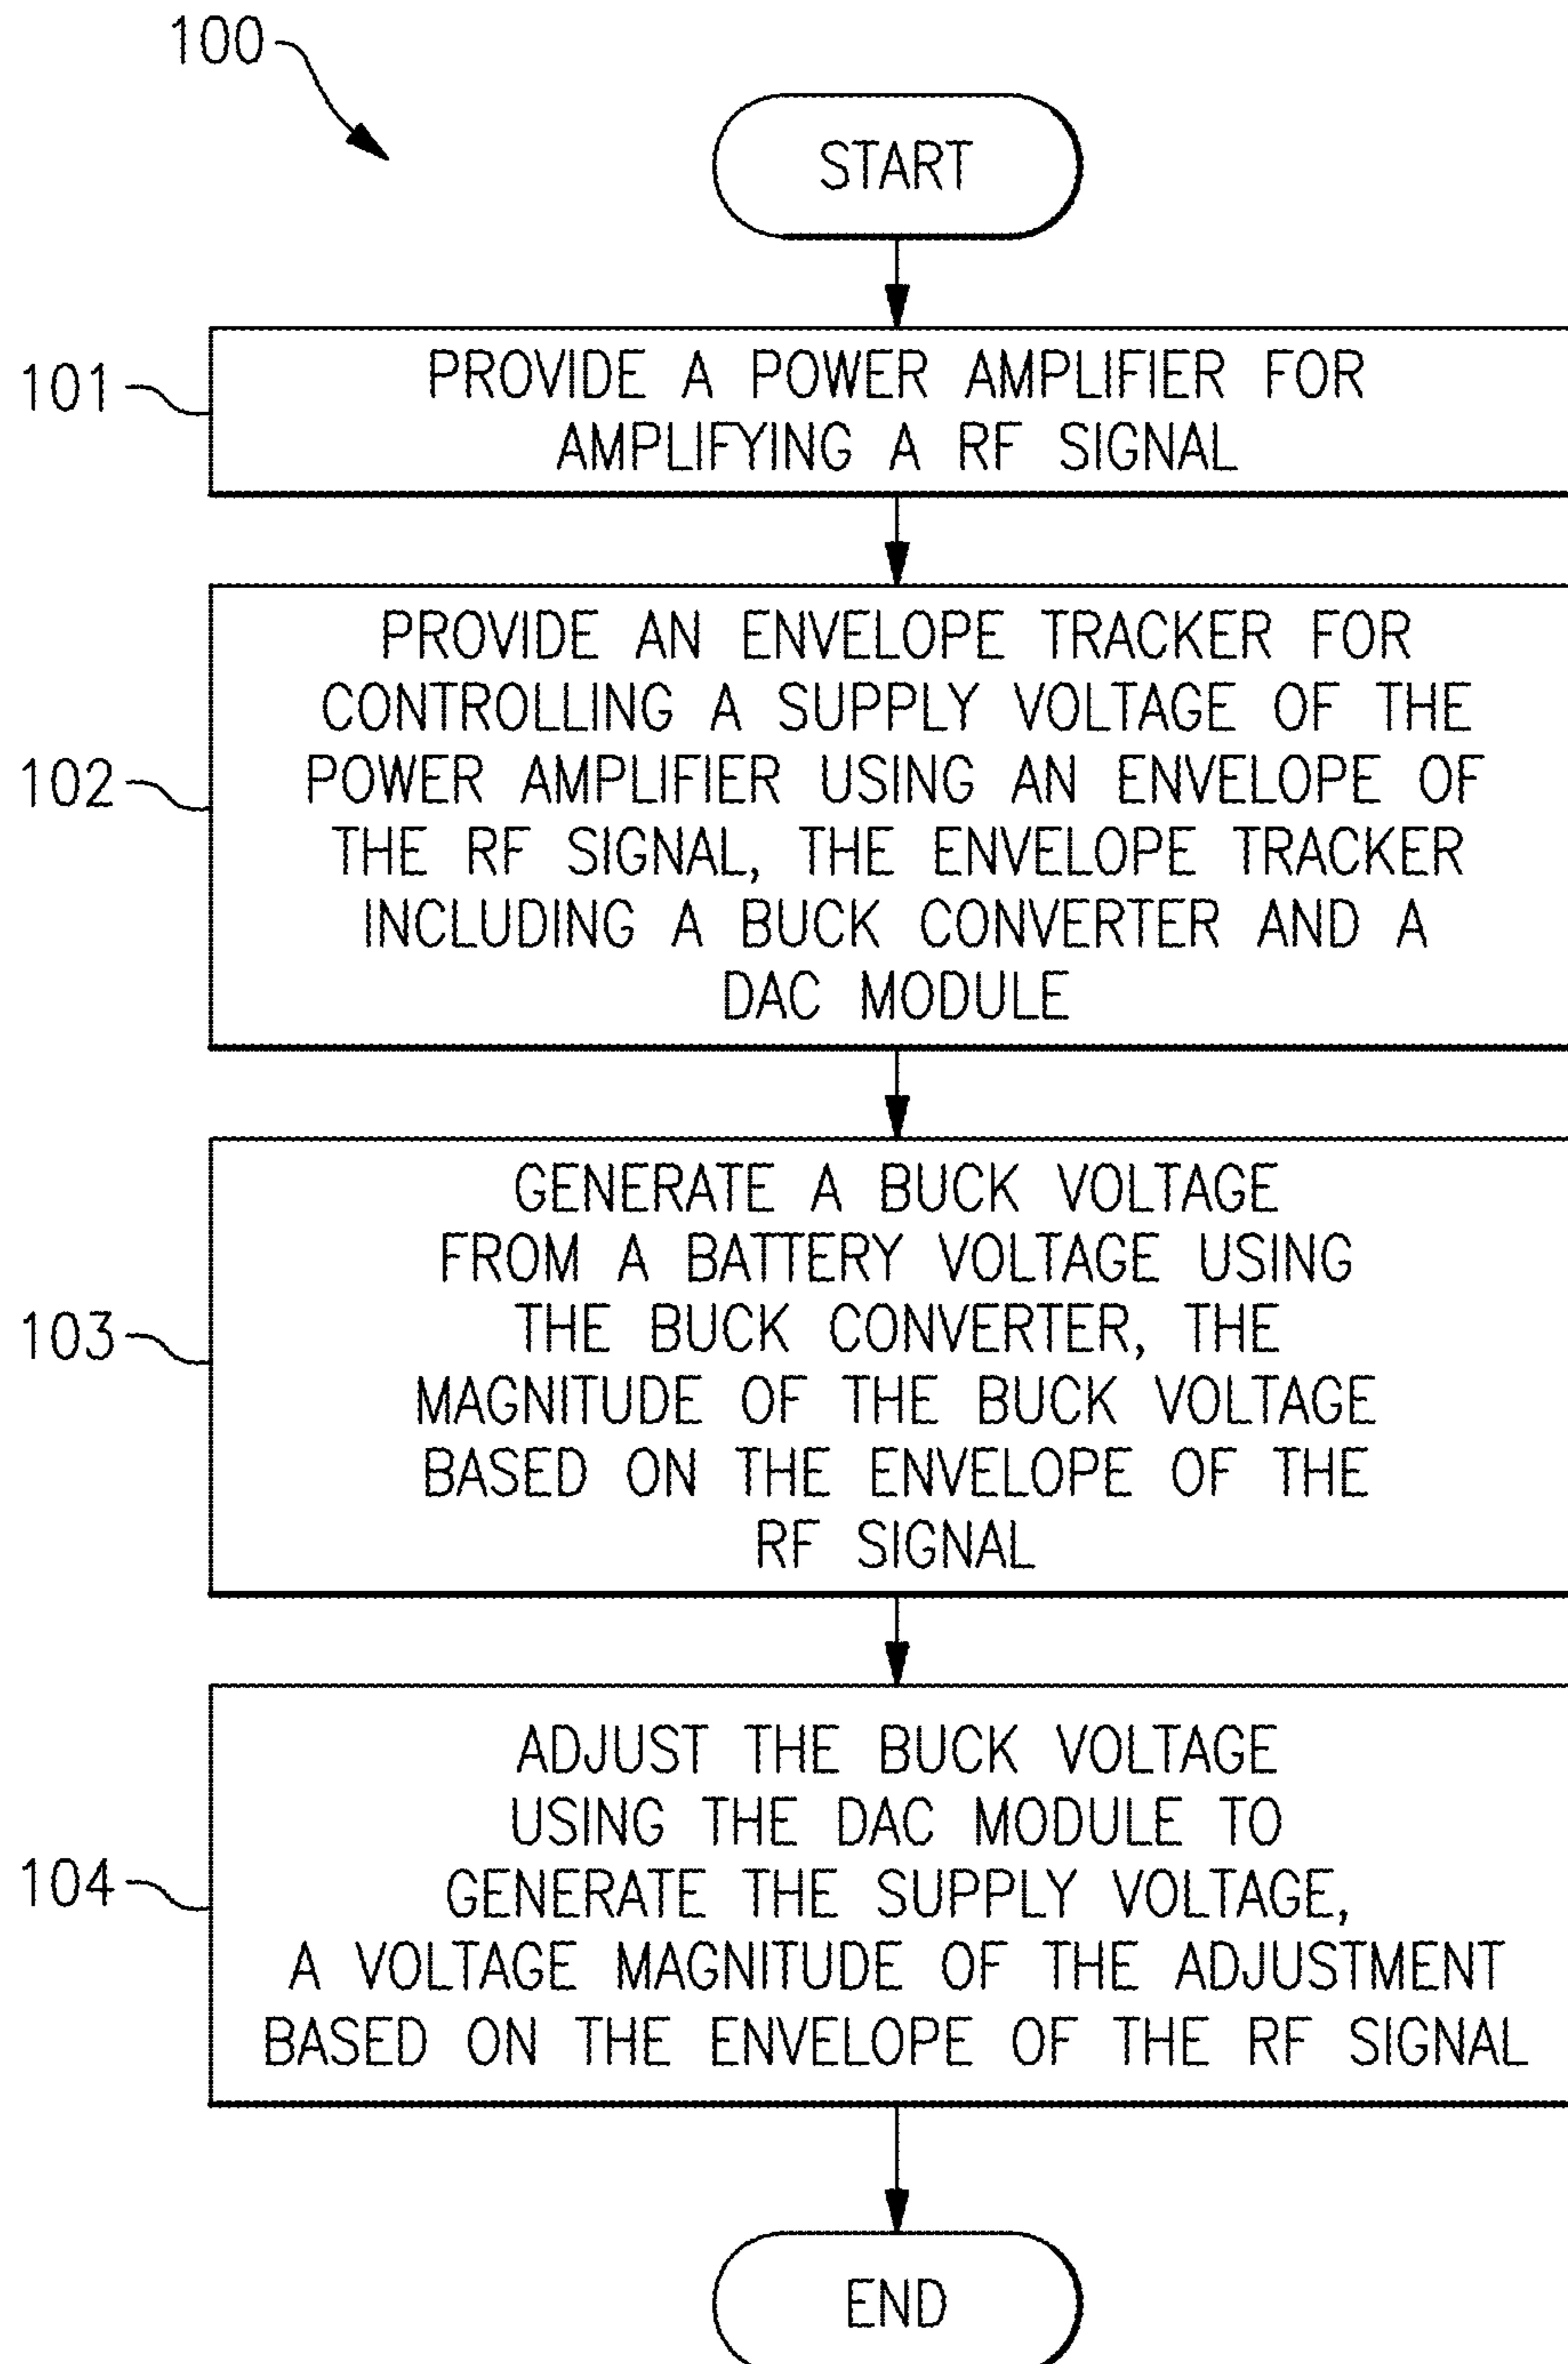 100
START
101
PROVIDE A POWER AMPLIFIER FOR
AMPLIFYING A RF SIGNAL
102
PROVIDE AN ENVELOPE TRACKER FOR
CONTROLLING A SUPPLY VOLTAGE OF THE
POWER AMPLIFIER USING AN ENVELOPE OF
THE RF SIGNAL, THE ENVELOPE TRACKER
INCLUDING A BUCK CONVERTER AND A
DAC MODULE
103
GENERATE A BUCK VOLTAGE
FROM A BATTERY VOLTAGE USING
THE BUCK CONVERTER, THE
MAGNITUDE OF THE BUCK VOLTAGE
BASED ON THE ENVELOPE OF THE
RF SIGNAL
104
ADJUST THE BUCK VOLTAGE
USING THE DAC MODULE TO
GENERATE THE SUPPLY VOLTAGE,
A VOLTAGE MAGNITUDE OF THE ADJUSTMENT
BASED ON THE ENVELOPE OF THE RF SIGNAL
END